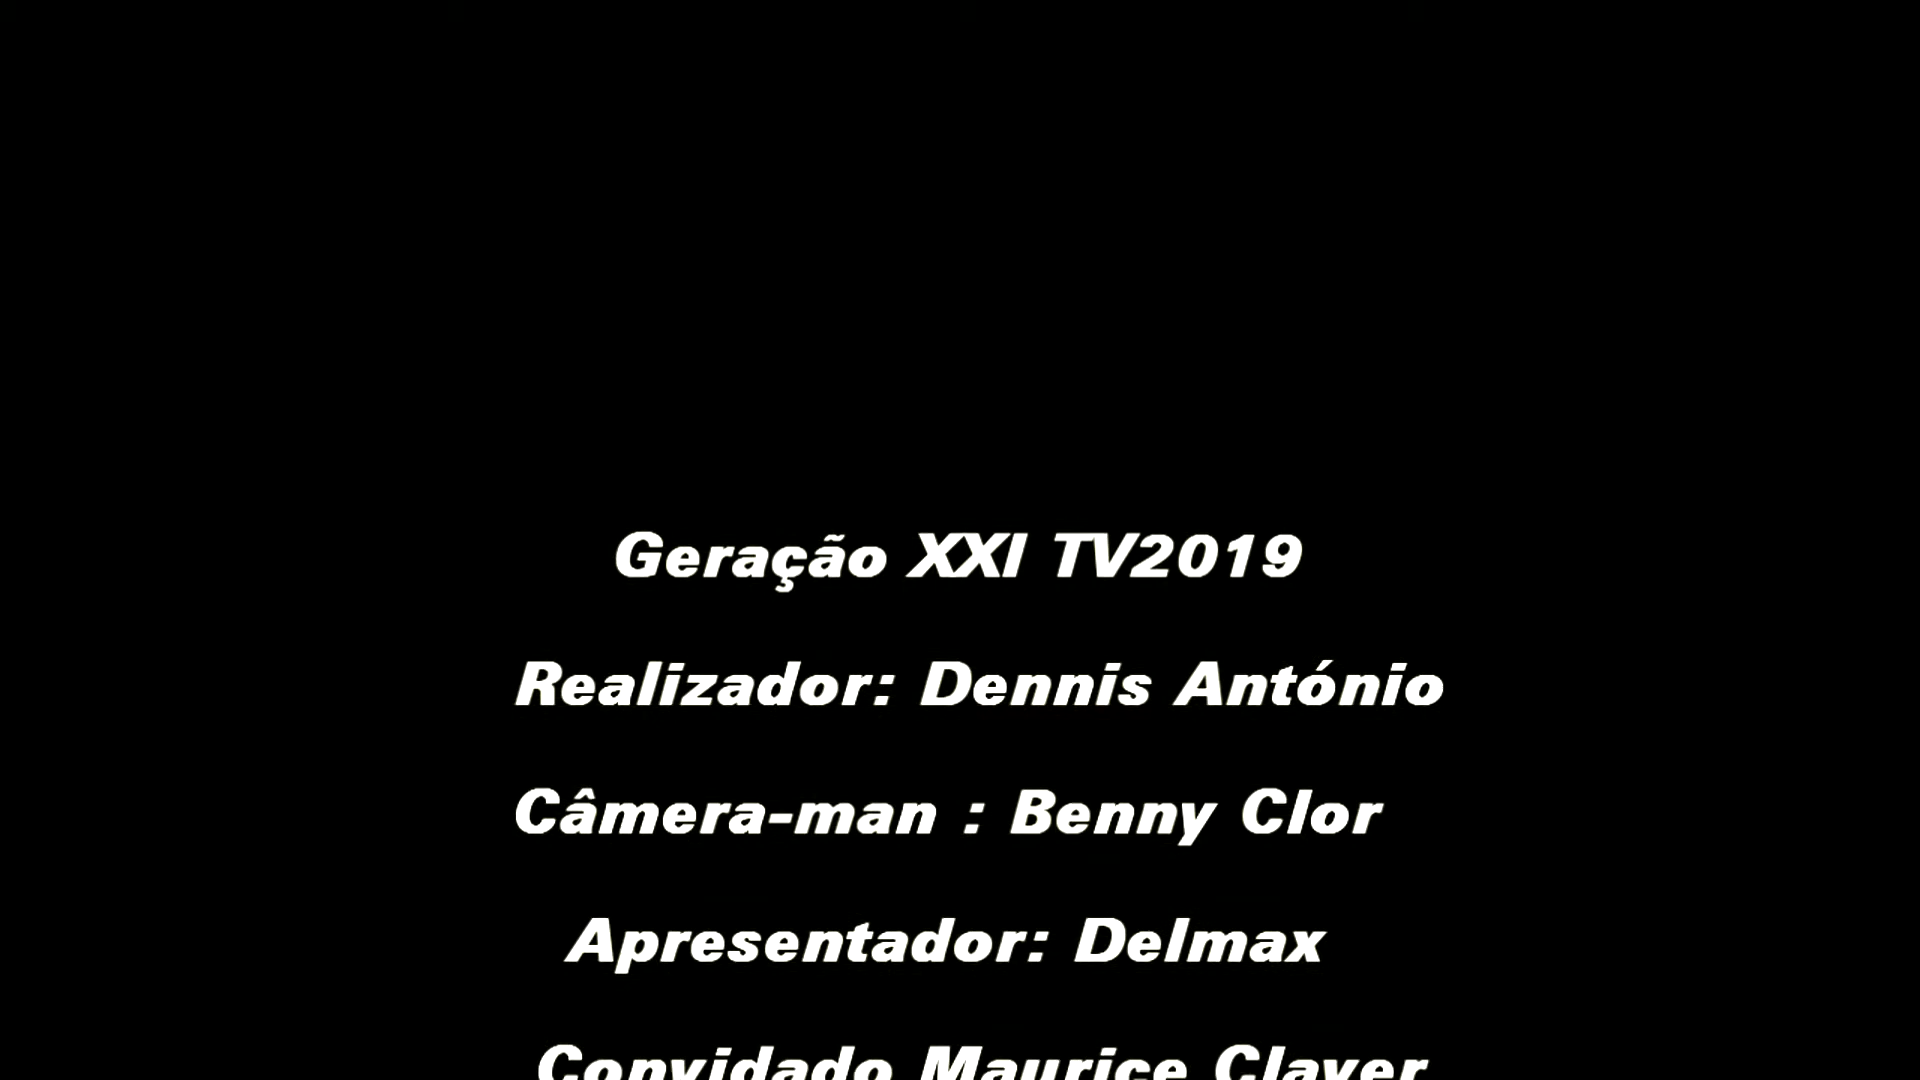 Geração XXI TV2019
Realizador: Dennis António
Câmera-man : Benny Clor
Apresentador: Delmax
Convidado Maurice Claver